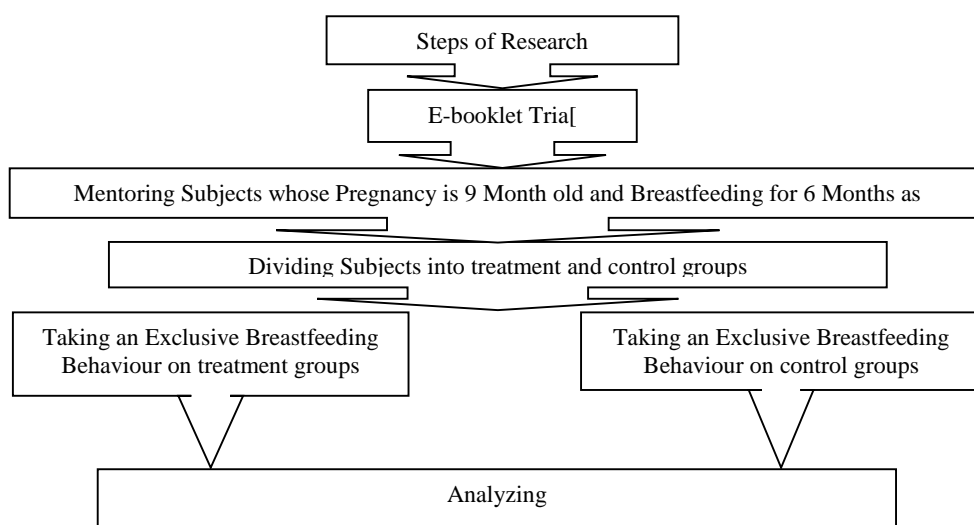 Steps of Research
E-booklet Tria[
Mentoring Subjects whose Pregnancy is 9 Month old and Breastfeeding for 6 Months as
Dividing Subjects into treatment and control groups
Taking an Exclusive Breastfeeding
Behaviour on treatment groups
Taking an Exclusive Breastfeeding
Behaviour on control groups
Analyzing